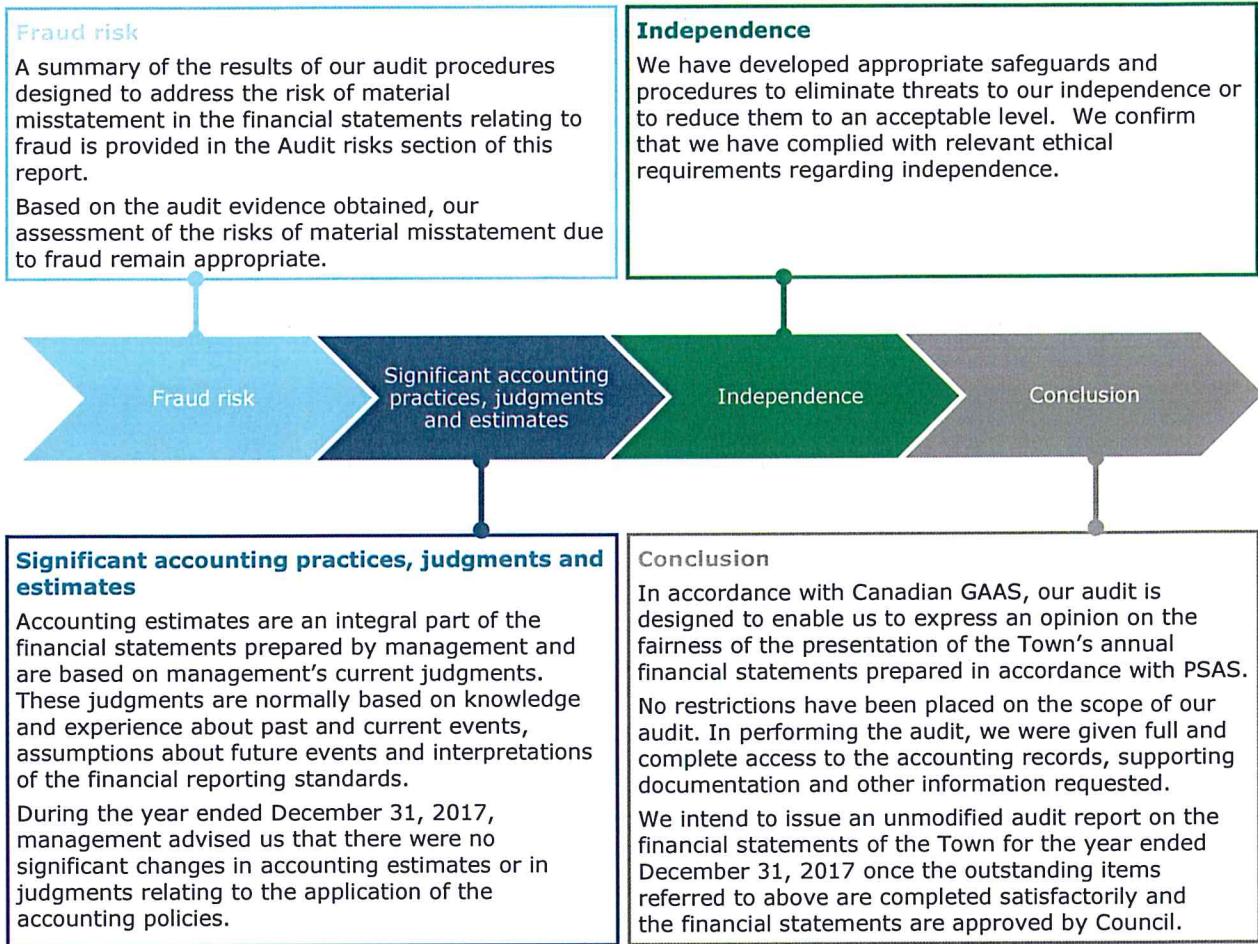 Fraud risk
A summary of the results of our audit procedures
designed to address the risk of material
misstatement in the financial statements relating to
fraud is provided in the Audit risks section of this
report.
Based on the audit evidence obtained, our
assessment of the risks of material misstatement due
to fraud remain appropriate.
Independence
We have developed appropriate safeguards and
procedures to eliminate threats to our independence or
to reduce them to an acceptable level.  We confirm
that we have complied with relevant ethical
requirements regarding independence.
Fraud risk
Significant accounting
practices, judgments
and estimates
Independence
Conclusion
Significant accounting practices, judgments and
estimates
Accounting estimates are an integral part of the
financial statements prepared by management and
are based on management's current judgments.
These judgments are normally based on knowledge
and experience about past and current events,
assumptions about future events and interpretations
of the financial reporting standards.
During the year ended December 31, 2017,
management advised us that there were no
significant changes in accounting estimates or in
judgments relating to the application of the
accounting policies.
Conclusion
In accordance with Canadian GAAS, our audit is
designed to enable us to express an opinion on the
fairness of the presentation of the Town's annual
financial statements prepared in accordance with PSAS.
No restrictions have been placed on the scope of our
audit. In performing the audit, we were given full and
complete access to the accounting records, supporting
documentation and other information requested.
We intend to issue an unmodified audit report on the
financial statements of the Town for the year ended
December 31, 2017 once the outstanding items
referred to above are completed satisfactorily and
the financial statements are approved by Council.